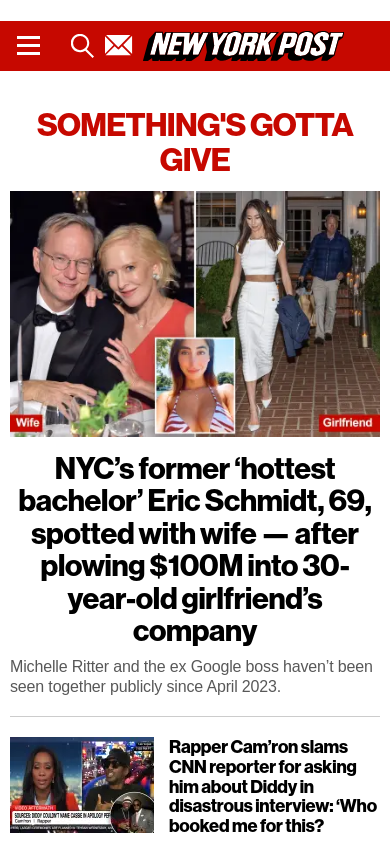 NEW YORK POST
SOMETHING'S GOTTA
GIVE
Wife
Girlfriend
NYC’s former ‘hottest
bachelor’ Eric Schmidt, 69,
spotted with wife — after
plowing $100M into 30-
year-old girlfriend’s
company
Michelle Ritter and the ex Google boss haven’t been
seen together publicly since April 2023.
VIDEO AFTERMATH
SOURCES: DIDDY COULDN'T NAME CASSIE IN APOLOGY
Cam'ron | Rapper
Rapper Cam’ron slams
CNN reporter for asking
him about Diddy in
disastrous interview: ‘Who
booked me for this?